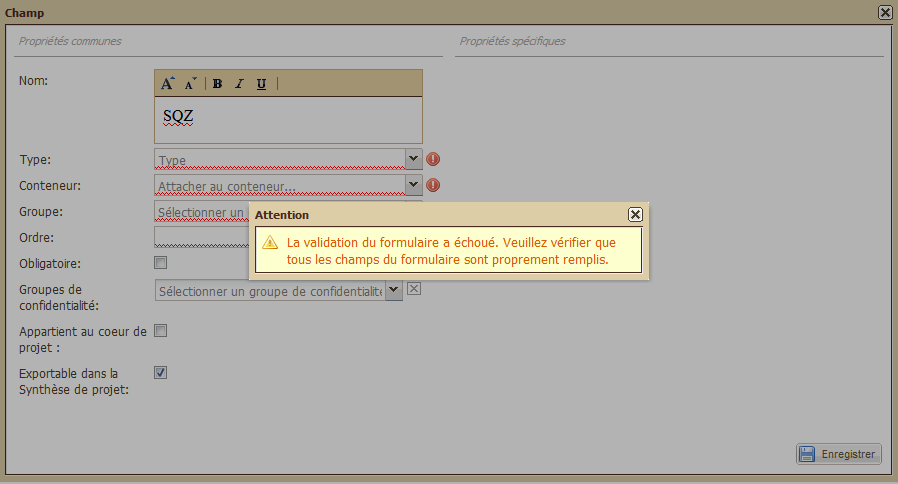 Champ
Propriétés communes
Propriétés spécifiques
Nom:
A A B I U
SQZ
Type:
Type
Conteneur:
Attacher au conteneur...
Groupe:
Sélectionner un
Attention
La validation du formulaire a échoué. Veuillez vérifier que
tous les champs du formulaire sont proprement remplis.
Ordre:
Obligatoire:
Groupes de
confidentialité:
Sélectionner un groupe de confidentialité
Appartient au coeur de
projet :
Exportable dans la
Synthèse de projet:
Enregistrer